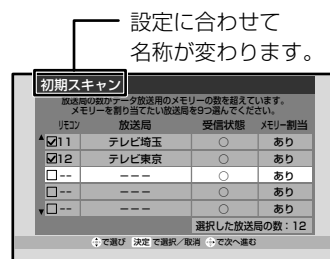 設定に合わせて
名称が変わります。
初期スキャン
放送局の数がデータ放送用のメモリーの数を超えています。
メモリーを割り当てたい放送局を9つ選んでください。
リモコン 放送局 受信状態 メモリー割当
▲ ☑11 テレビ埼玉 ○ あり
☑12 テレビ東京 ○ あり
□-- --- ○ あり
□-- --- ○ あり
▼ □-- --- ○ あり
選択した放送局の数：12
で選び 決定 で選択／取消 で次へ進む